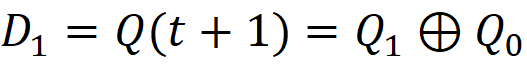 D₁ = Q(t + 1) = Q₁ ⊕ Q₀